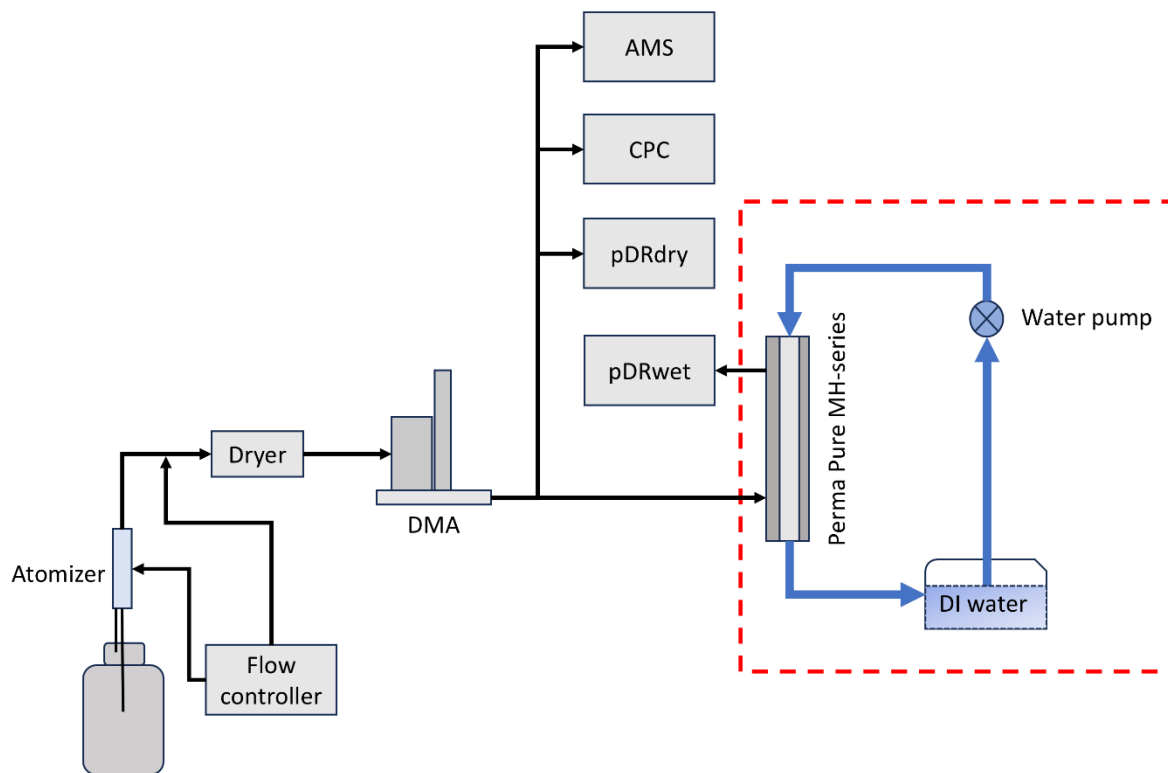 AMS
CPC
pDRdry
pDRwet
Water pump
Perma Pure MH-series
Dryer
DMA
Atomizer
DI water
Flow
controller